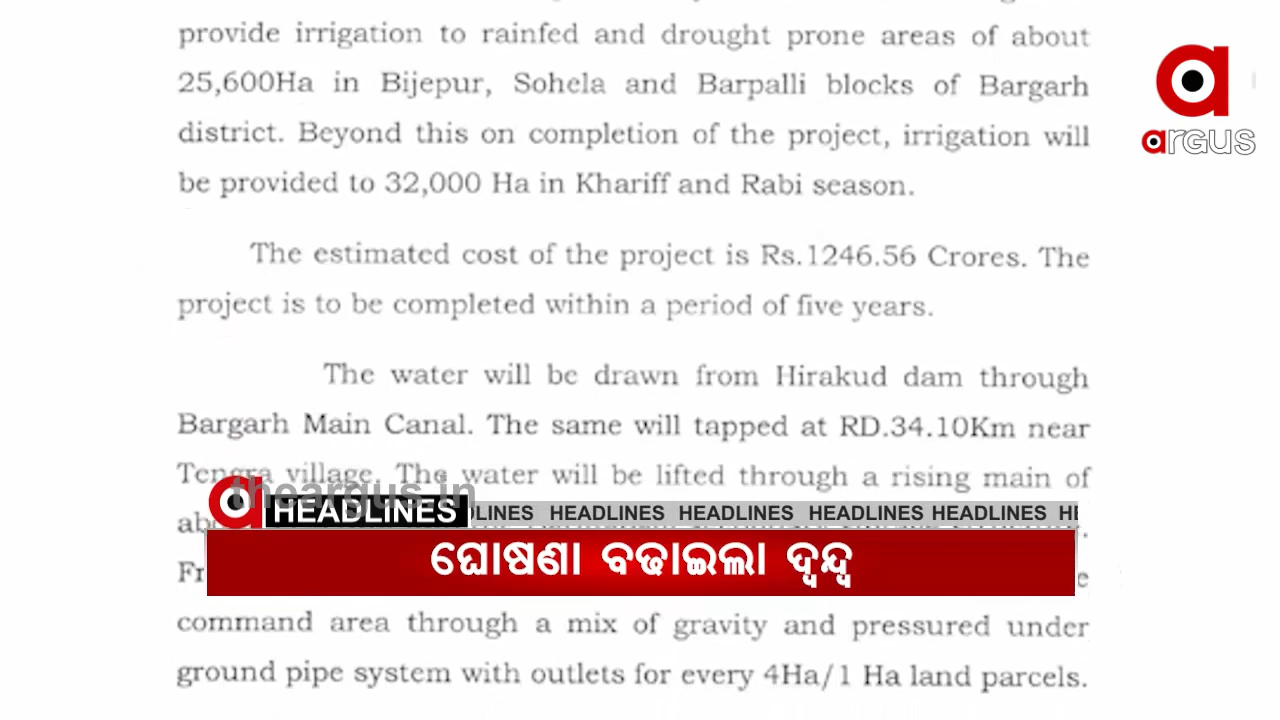 provide irrigation to rainfed and drought prone areas of about
25,600Ha in Bijepur, Sohela and Barpalli blocks of Bargarh
district. Beyond this on completion of the project, irrigation will
be provided to 32,000 Ha in Khariff and Rabi season.
The estimated cost of the project is Rs.1246.56 Crores. The
project is to be completed within a period of five years.
The water will be drawn from Hirakud dam through
Bargarh Main Canal. The same will tapped at RD.34.10Km near
Tengra village. The water will be lifted through a rising main of
command area through a mix of gravity and pressured under
ground pipe system with outlets for every 4Ha/1 Ha land parcels.
argus
theargus.in
HEADLINES
HEADLINES HEADLINES HEADLINES HEADLINES
ଘୋଷଣା ବଢାଇଲା ଦ୍ୱନ୍ଦ୍ୱ